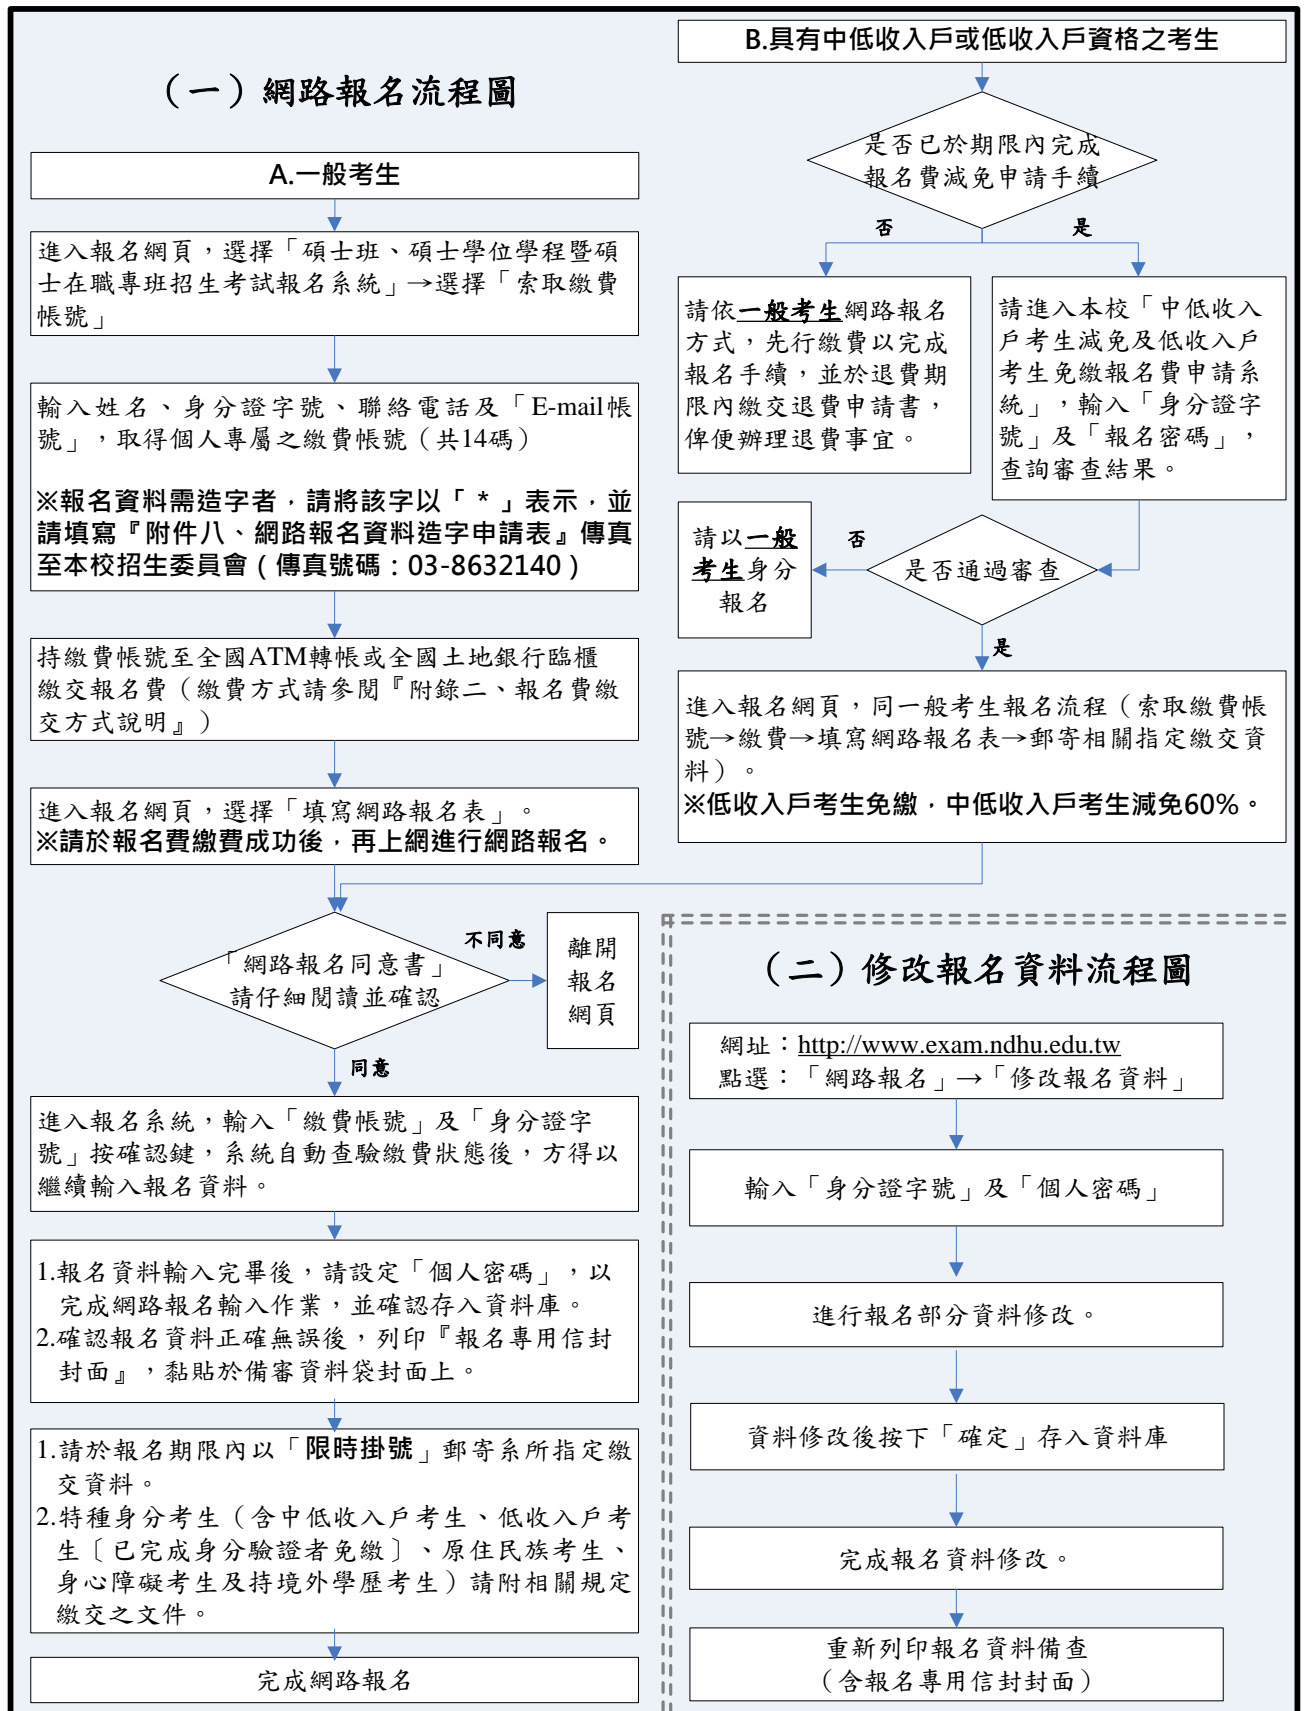 （一）網路報名流程圖
A.一般考生
進入報名網頁，選擇「碩士班、碩士學位學程暨碩
士在職專班招生考試報名系統」→選擇「索取繳費
帳號」
輸入姓名、身分證字號、聯絡電話及「E-mail帳
號」，取得個人專屬之繳費帳號（共14碼）
※報名資料需造字者，請將該字以「 * 」表示，並
請填寫『附件八、網路報名資料造字申請表』傳真
至本校招生委員會（傳真號碼：03-8632140）
持繳費帳號至全國ATM轉帳或全國土地銀行臨櫃
繳交報名費（繳費方式請參閱『附錄二、報名費繳
交方式說明』）
進入報名網頁，選擇「填寫網路報名表」。
※請於報名費繳費成功後，再上網進行網路報名。
「網路報名同意書」
請仔細閱讀並確認
不同意
離開
報名
網頁
同意
進入報名系統，輸入「繳費帳號」及「身分證字
號」按確認鍵，系統自動查驗繳費狀態後，方得以
繼續輸入報名資料。
1.報名資料輸入完畢後，請設定「個人密碼」，以
完成網路報名輸入作業，並確認存入資料庫。
2.確認報名資料正確無誤後，列印『報名專用信封
封面』，黏貼於備審資料袋封面上。
1.請於報名期限內以「限時掛號」郵寄系所指定繳
交資料。
2.特種身分考生（含中低收入戶考生、低收入戶考
生〔已完成身分驗證者免繳〕、原住民族考生、
身心障礙考生及持境外學歷考生）請附相關規定
繳交之文件。
完成網路報名
B.具有中低收入戶或低收入戶資格之考生
是否已於期限內完成
報名費減免申請手續
否
是
請依一般考生網路報名
方式，先行繳費以完成
報名手續，並於退費期
限內繳交退費申請書，
俾便辦理退費事宜。
請進入本校「中低收入
戶考生減免及低收入戶
考生免繳報名費申請系
統」，輸入「身分證字
號」及「報名密碼」，
查詢審查結果。
是否通過審查
否
請以一般
考生身分
報名
是
進入報名網頁，同一般考生報名流程（索取繳費帳
號→繳費→填寫網路報名表→郵寄相關指定繳交資
料）。
※低收入戶考生免繳，中低收入戶考生減免60%。
（二）修改報名資料流程圖
網址：http://www.exam.ndhu.edu.tw
點選：「網路報名」→「修改報名資料」
輸入「身分證字號」及「個人密碼」
進行報名部分資料修改。
資料修改後按下「確定」存入資料庫
完成報名資料修改。
重新列印報名資料備查
（含報名專用信封封面）